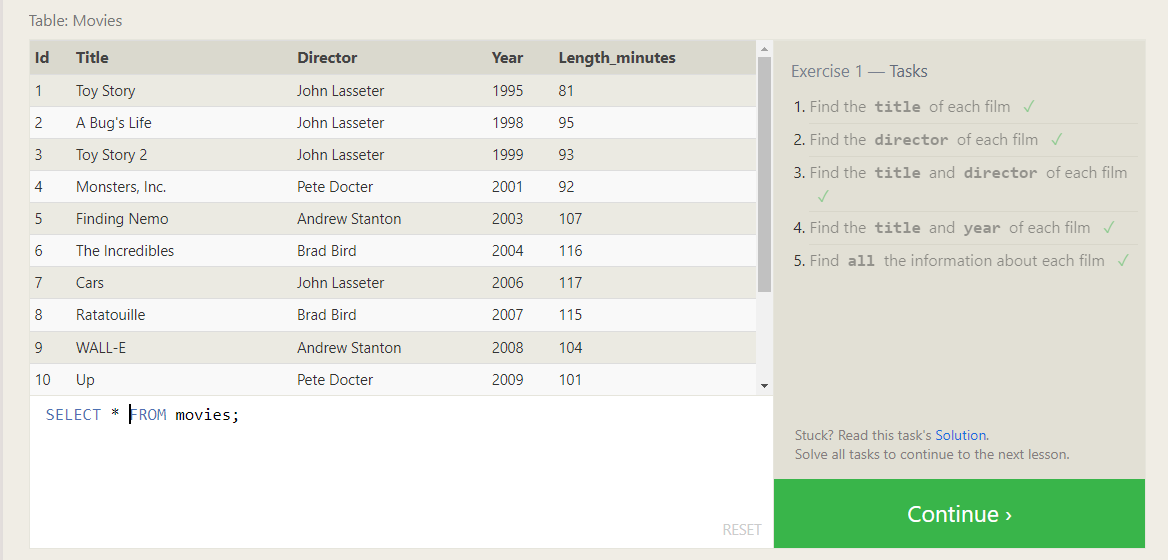 Table: Movies
Id Title Director Year Length_minutes
1 Toy Story John Lasseter 1995 81
2 A Bug's Life John Lasseter 1998 95
3 Toy Story 2 John Lasseter 1999 93
4 Monsters, Inc. Pete Docter 2001 92
5 Finding Nemo Andrew Stanton 2003 107
6 The Incredibles Brad Bird 2004 116
7 Cars John Lasseter 2006 117
8 Ratatouille Brad Bird 2007 115
9 WALL-E Andrew Stanton 2008 104
10 Up Pete Docter 2009 101
SELECT * FROM movies;
RESET
Exercise 1 — Tasks
1. Find the title of each film ✓
2. Find the director of each film ✓
3. Find the title and director of each film
✓
4. Find the title and year of each film ✓
5. Find all the information about each film ✓
Stuck? Read this task's Solution.
Solve all tasks to continue to the next lesson.
Continue ›